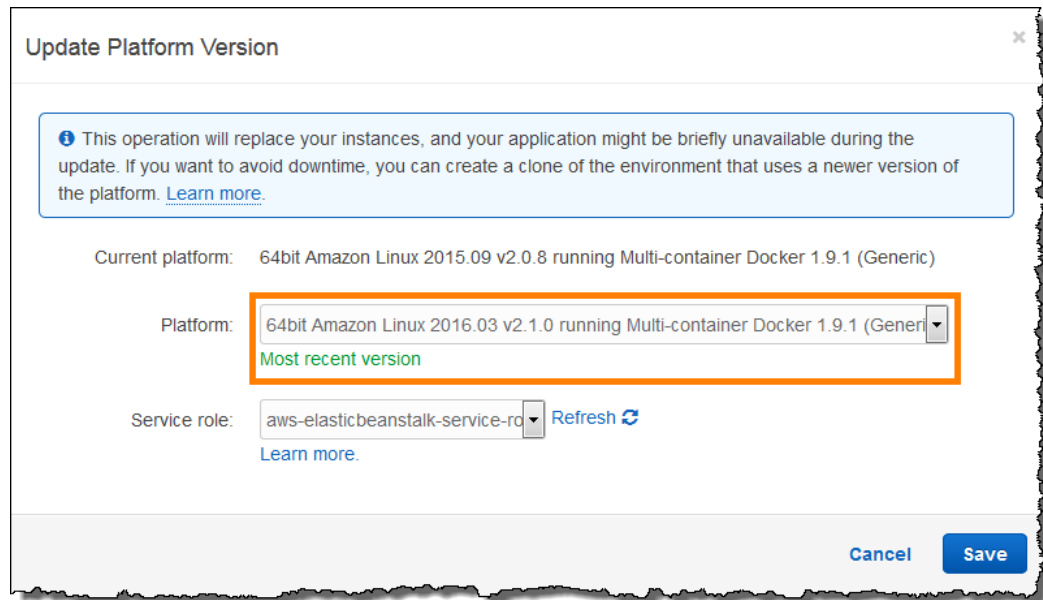 Update Platform Version
This operation will replace your instances, and your application might be briefly unavailable during the
update. If you want to avoid downtime, you can create a clone of the environment that uses a newer version of
the platform. Learn more.
Current platform: 64bit Amazon Linux 2015.09 v2.0.8 running Multi-container Docker 1.9.1 (Generic)
Platform: 64bit Amazon Linux 2016.03 v2.1.0 running Multi-container Docker 1.9.1 (Generi
Most recent version
Service role: aws-elasticbeanstalk-service-ro Refresh
Learn more.
Cancel Save